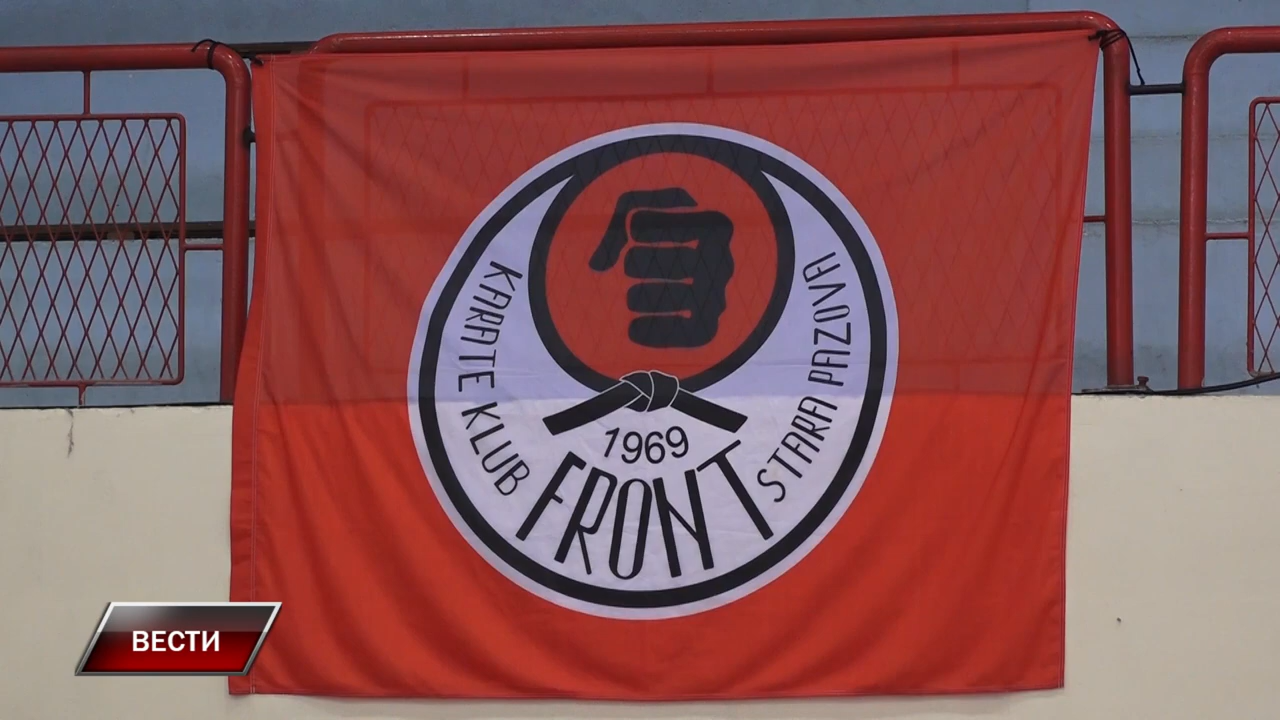 KARATE KLUB
STARA PAZOVA
1969
FRONT
ВЕСТИ